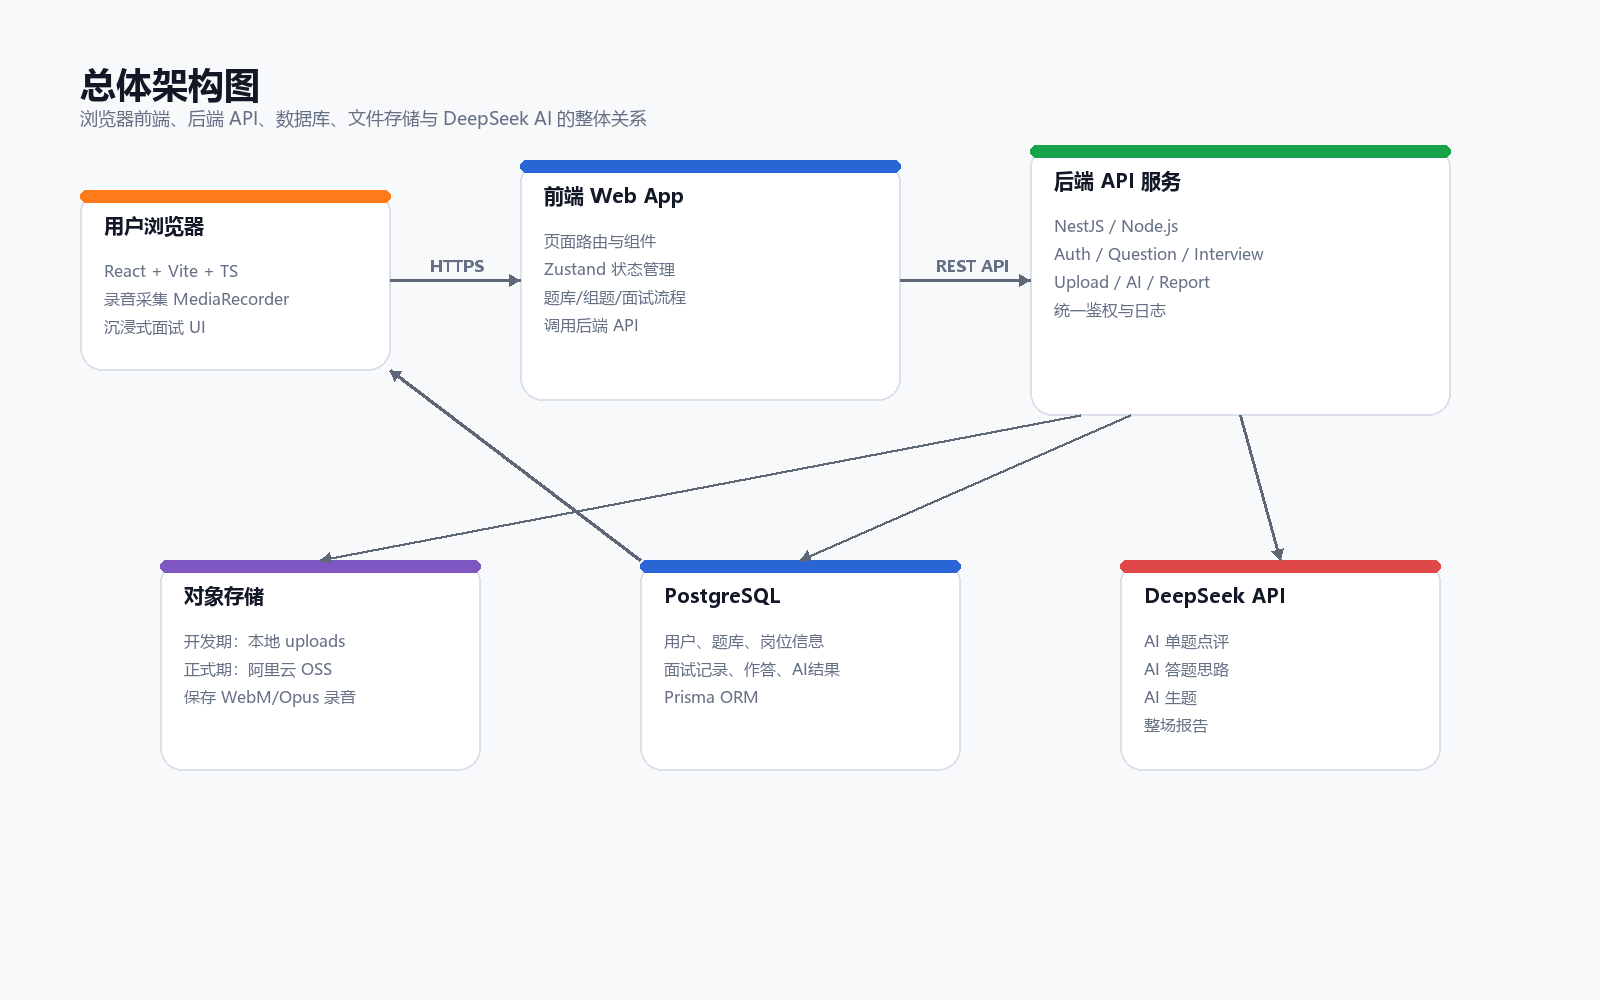 总体架构图
浏览器前端、后端 API、数据库、文件存储与 DeepSeek AI 的整体关系
用户浏览器
React + Vite + TS
录音采集 MediaRecorder
沉浸式面试 UI
HTTPS
前端 Web App
页面路由与组件
Zustand 状态管理
题库/组题/面试流程
调用后端 API
REST API
后端 API 服务
NestJS / Node.js
Auth / Question / Interview
Upload / AI / Report
统一鉴权与日志
对象存储
开发期：本地 uploads
正式期：阿里云 OSS
保存 WebM/Opus 录音
PostgreSQL
用户、题库、岗位信息
面试记录、作答、AI结果
Prisma ORM
DeepSeek API
AI 单题点评
AI 答题思路
AI 生题
整场报告